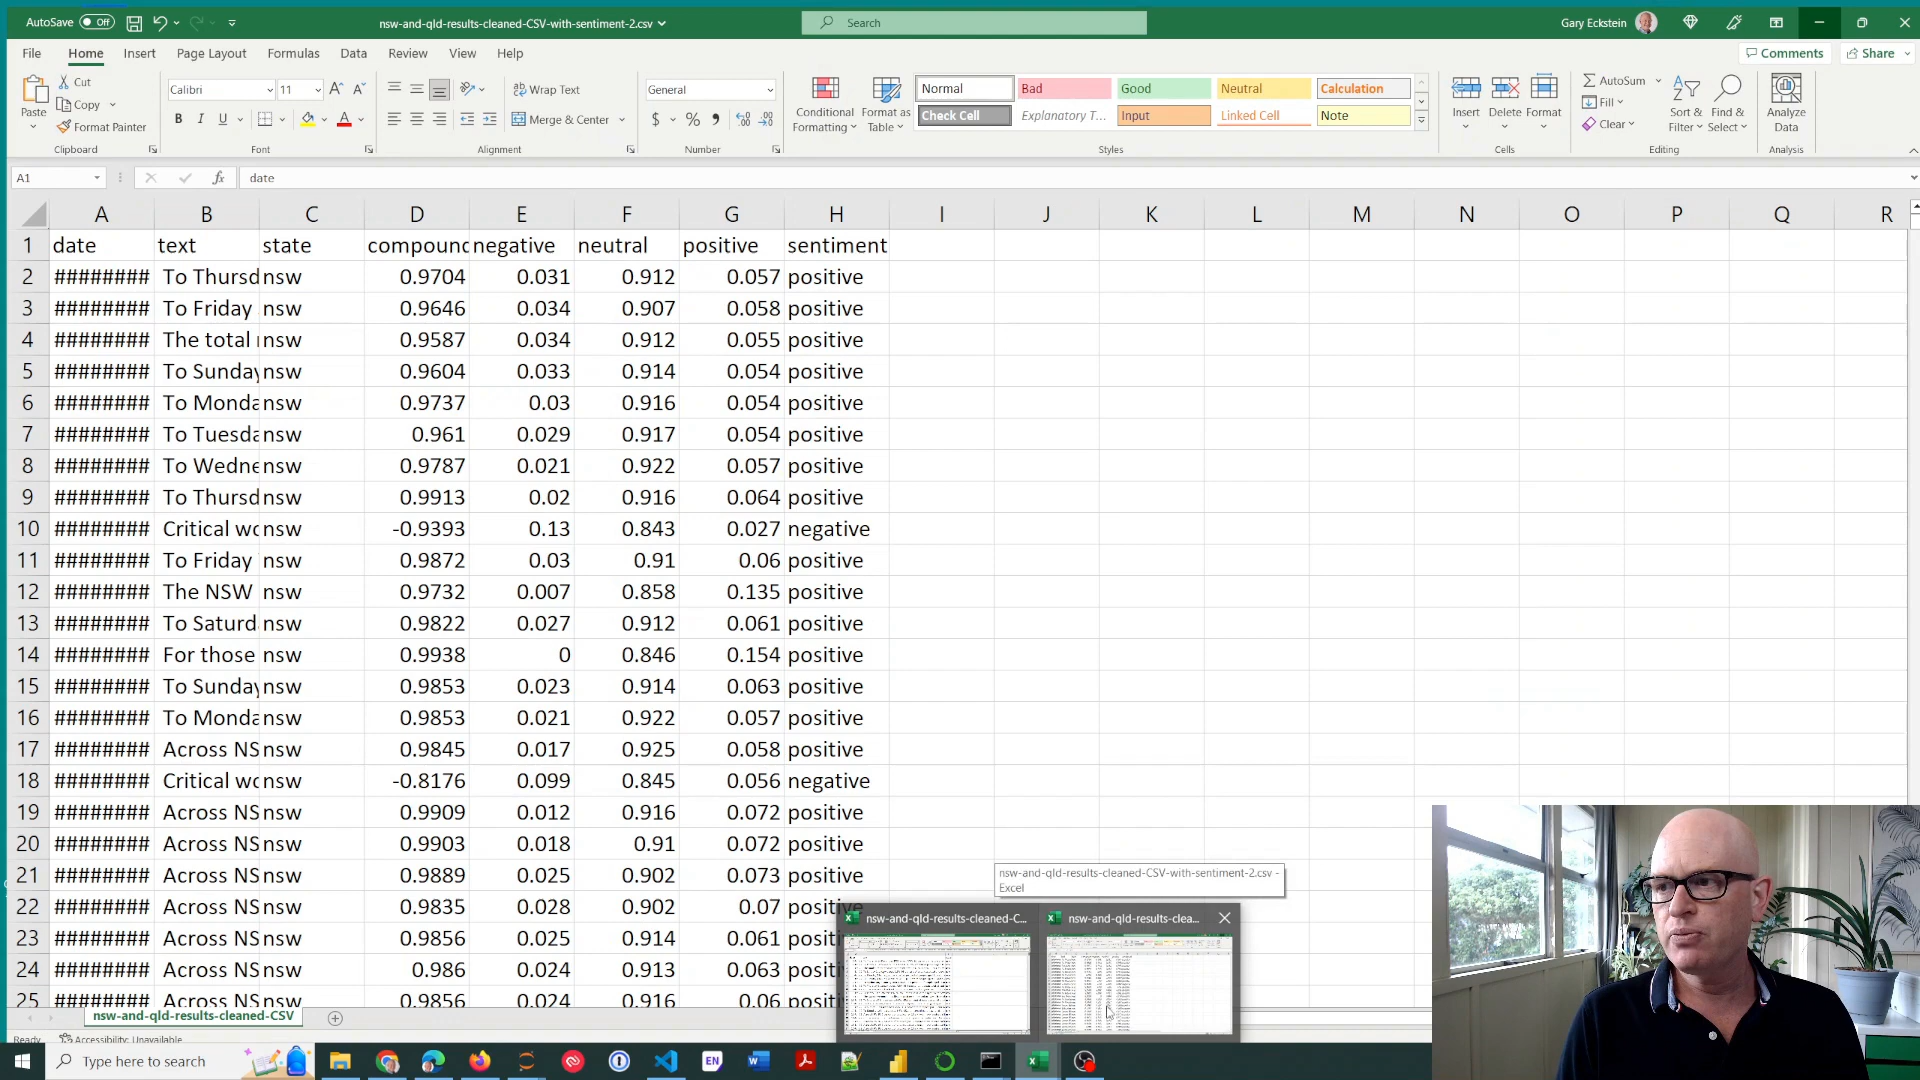 AutoSave Off nsw-and-qld-results-cleaned-CSV-with-sentiment-2.csv Search Gary Eckstein
File Home Insert Page Layout Formulas Data Review View Help Comments Share
Paste Cut Copy Format Painter
Calibri 11
B I U A
Wrap Text
Merge & Center
General
$ %
Conditional Formatting
Format as Table
Normal Bad Good Neutral Calculation
Check Cell Explanatory T... Input Linked Cell Note
Insert Delete Format
AutoSum
Fill
Clear
Sort & Filter
Find & Select
Analyze Data
Clipboard Font Alignment Number Styles Cells Editing Analysis
A1 fx date
A B C D E F G H I J K L M N O P Q R
1 date text state compounc negative neutral positive sentiment
2 ######## To Thursd nsw 0.9704 0.031 0.912 0.057 positive
3 ######## To Friday nsw 0.9646 0.034 0.907 0.058 positive
4 ######## The total nsw 0.9587 0.034 0.912 0.055 positive
5 ######## To Sunday nsw 0.9604 0.033 0.914 0.054 positive
6 ######## To Monda nsw 0.9737 0.03 0.916 0.054 positive
7 ######## To Tuesda nsw 0.961 0.029 0.917 0.054 positive
8 ######## To Wedne nsw 0.9787 0.021 0.922 0.057 positive
9 ######## To Thursd nsw 0.9913 0.02 0.916 0.064 positive
10 ######## Critical wo nsw -0.9393 0.13 0.843 0.027 negative
11 ######## To Friday nsw 0.9872 0.03 0.91 0.06 positive
12 ######## The NSW nsw 0.9732 0.007 0.858 0.135 positive
13 ######## To Saturd nsw 0.9822 0.027 0.912 0.061 positive
14 ######## For those nsw 0.9938 0 0.846 0.154 positive
15 ######## To Sunday nsw 0.9853 0.023 0.914 0.063 positive
16 ######## To Monda nsw 0.9853 0.021 0.922 0.057 positive
17 ######## Across NS nsw 0.9845 0.017 0.925 0.058 positive
18 ######## Critical wo nsw -0.8176 0.099 0.845 0.056 negative
19 ######## Across NS nsw 0.9909 0.012 0.916 0.072 positive
20 ######## Across NS nsw 0.9903 0.018 0.91 0.072 positive
21 ######## Across NS nsw 0.9889 0.025 0.902 0.073 positive
22 ######## Across NS nsw 0.9835 0.028 0.902 0.07 positive
23 ######## Across NS nsw 0.9856 0.025 0.914 0.061 positi
24 ######## Across NS nsw 0.986 0.024 0.913 0.063 positi
25 ######## Across NS nsw 0.9856 0.024 0.916 0.06 positi
nsw-and-qld-results-cleaned-CSV-with-sentiment-2.csv -
Excel
nsw-and-qld-results-cleaned-C... nsw-and-qld-results-clea...
nsw-and-qld-results-cleaned-CSV
Ready Accessibility: Unavailable
Type here to search EN